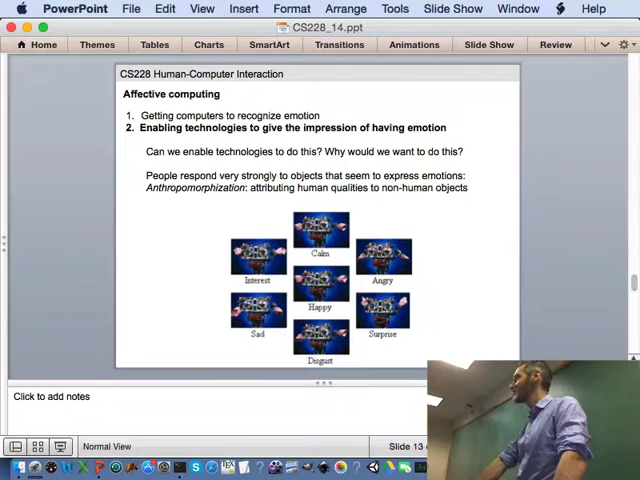 PowerPoint File Edit View Insert Format Arrange Tools Slide Show Window Help
CS228_14.ppt
Home Themes Tables Charts SmartArt Transitions Animations Slide Show Review
CS228 Human-Computer Interaction
Affective computing
1. Getting computers to recognize emotion
2. Enabling technologies to give the impression of having emotion
Can we enable technologies to do this? Why would we want to do this?
People respond very strongly to objects that seem to express emotions:
Anthropomorphization: attributing human qualities to non-human objects
Calm
Interest
Angry
Happy
Sad
Surprise
Disgust
Click to add notes
Normal View
Slide 13 of